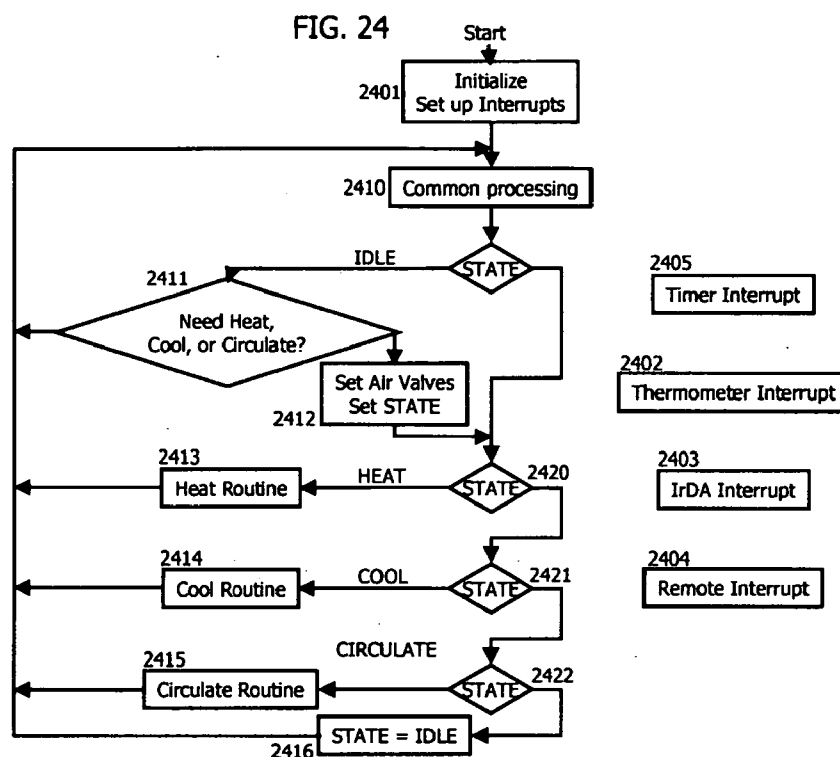 FIG. 24
Start
2401
Initialize
Set up Interrupts
2410
Common processing
IDLE
STATE
2411
Need Heat,
Cool, or Circulate?
2405
Timer Interrupt
2412
Set Air Valves
Set STATE
2402
Thermometer Interrupt
2413
Heat Routine
HEAT
STATE
2420
2403
IrDA Interrupt
2414
Cool Routine
COOL
STATE
2421
2404
Remote Interrupt
CIRCULATE
2415
Circulate Routine
STATE
2422
2416
STATE = IDLE